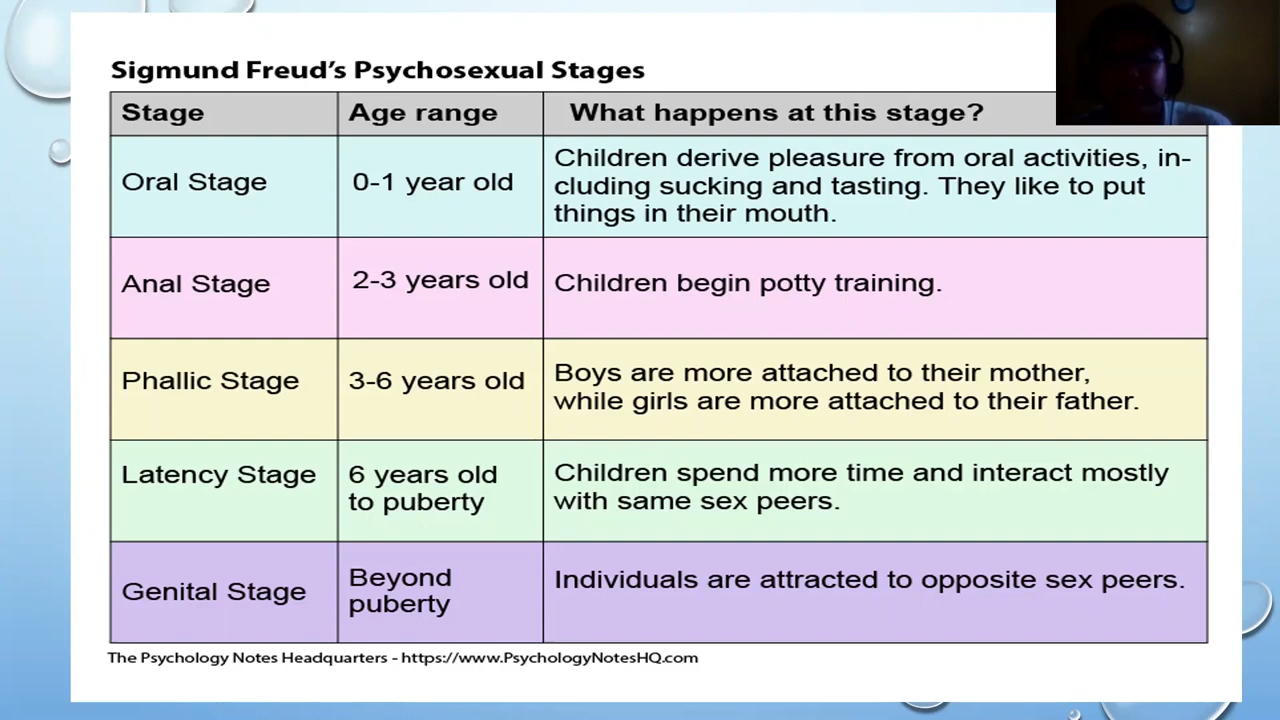 Sigmund Freud's Psychosexual Stages
Stage Age range What happens at this stage?
Oral Stage
0-1 year old
Children derive pleasure from oral activities, in-
cluding sucking and tasting. They like to put
things in their mouth.
Anal Stage
2-3 years old
Children begin potty training.
Phallic Stage
3-6 years old
Boys are more attached to their mother,
while girls are more attached to their father.
Latency Stage
6 years old
to puberty
Children spend more time and interact mostly
with same sex peers.
Genital Stage
Beyond
puberty
Individuals are attracted to opposite sex peers.
The Psychology Notes Headquarters - https://www.PsychologyNotesHQ.com